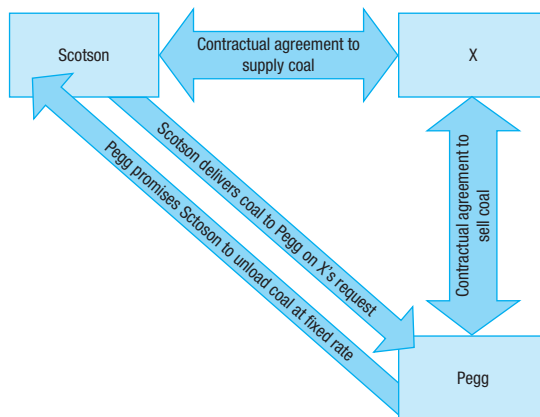 Scotson
Contractual agreement to
supply coal
X
Scotson delivers coal to Pegg on X's request
Pegg promises Sctoson to unload coal at fixed rate
Contractual agreement to
sell coal
Pegg